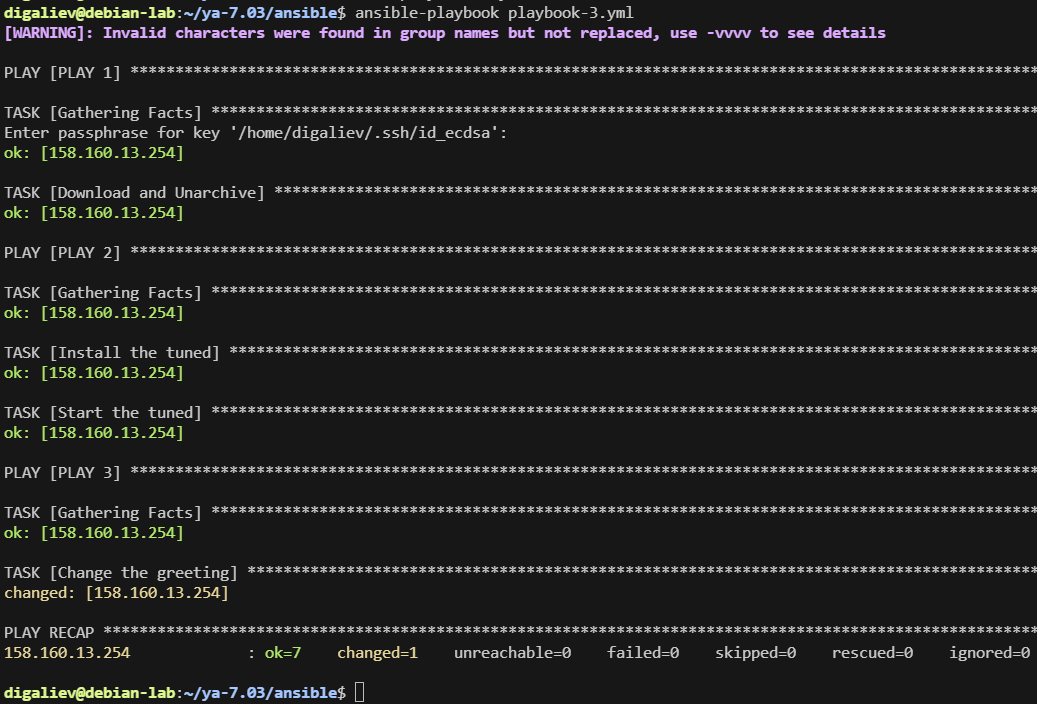 digaliev@debian-lab:~/ya-7.03/ansible$ ansible-playbook playbook-3.yml
[WARNING]: Invalid characters were found in group names but not replaced, use -vvvv to see details
PLAY [PLAY 1] *****************************************************************************************************
TASK [Gathering Facts] ********************************************************************************************
Enter passphrase for key '/home/digaliev/.ssh/id_ecdsa':
ok: [158.160.13.254]
TASK [Download and Unarchive] *************************************************************************************
ok: [158.160.13.254]
PLAY [PLAY 2] *****************************************************************************************************
TASK [Gathering Facts] ********************************************************************************************
ok: [158.160.13.254]
TASK [Install the tuned] ******************************************************************************************
ok: [158.160.13.254]
TASK [Start the tuned] ********************************************************************************************
ok: [158.160.13.254]
PLAY [PLAY 3] *****************************************************************************************************
TASK [Gathering Facts] ********************************************************************************************
ok: [158.160.13.254]
TASK [Change the greeting] ****************************************************************************************
changed: [158.160.13.254]
PLAY RECAP ********************************************************************************************************
158.160.13.254             : ok=7    changed=1    unreachable=0    failed=0    skipped=0    rescued=0    ignored=0
digaliev@debian-lab:~/ya-7.03/ansible$